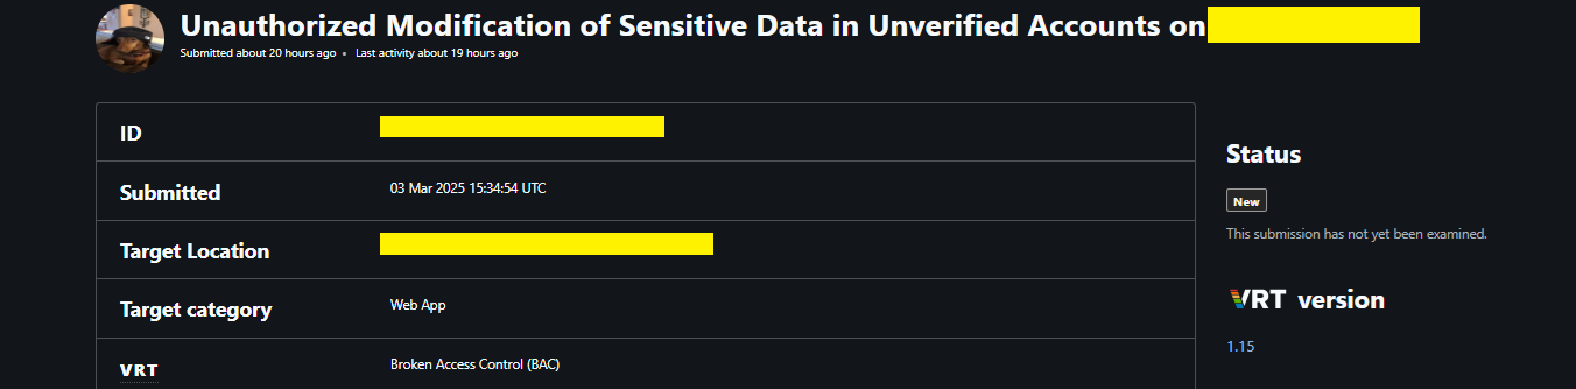 Unauthorized Modification of Sensitive Data in Unverified Accounts on
Submitted about 20 hours ago • Last activity about 19 hours ago
ID
Submitted 03 Mar 2025 15:34:54 UTC
Target Location
Target category Web App
VRT Broken Access Control (BAC)
Status
New
This submission has not yet been examined.
VRT version
1.15